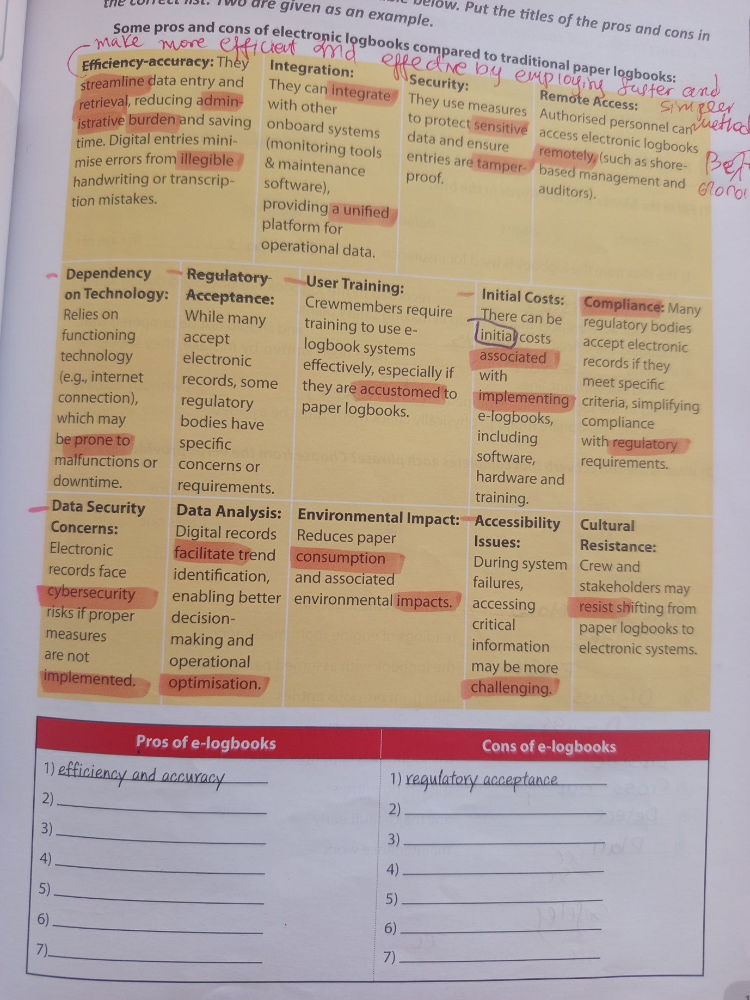 the correct list. Two are given as an example.
below. Put the titles of the pros and cons in
Some pros and cons of electronic logbooks compared to traditional paper logbooks:
make more efficient and effective by employing faster and
simpler
method
Efficiency-accuracy: They
streamline data entry and
retrieval, reducing admin-
istrative burden and saving
time. Digital entries mini-
mise errors from illegible
handwriting or transcrip-
tion mistakes.
Integration:
They can integrate
with other
onboard systems
(monitoring tools
& maintenance
software),
providing a unified
platform for
operational data.
Security:
They use measures
to protect sensitive
data and ensure
entries are tamper-
proof.
Remote Access:
Authorised personnel can
access electronic logbooks
remotely, (such as shore-
based management and
auditors).
Dependency
on Technology:
Relies on
functioning
technology
(e.g., internet
connection),
which may
be prone to
malfunctions or
downtime.
Regulatory
Acceptance:
While many
accept
electronic
records, some
regulatory
bodies have
specific
concerns or
requirements.
User Training:
Crewmembers require
training to use e-
logbook systems
effectively, especially if
they are accustomed to
paper logbooks.
Initial Costs:
There can be
initial costs
associated
with
implementing
e-logbooks,
including
software,
hardware and
training.
Compliance: Many
regulatory bodies
accept electronic
records if they
meet specific
criteria, simplifying
compliance
with regulatory
requirements.
Data Security
Concerns:
Electronic
records face
cybersecurity
risks if proper
measures
are not
implemented.
Data Analysis:
Digital records
facilitate trend
identification,
enabling better
decision-
making and
operational
optimisation.
Environmental Impact:
Reduces paper
consumption
and associated
environmental impacts.
Accessibility
Issues:
During system
failures,
accessing
critical
information
may be more
challenging.
Cultural
Resistance:
Crew and
stakeholders may
resist shifting from
paper logbooks to
electronic systems.
Pros of e-logbooks
1) efficiency and accuracy
2)
3)
4)
5)
6)
7)
Cons of e-logbooks
1) regulatory acceptance
2)
3)
4)
5)
6)
7)